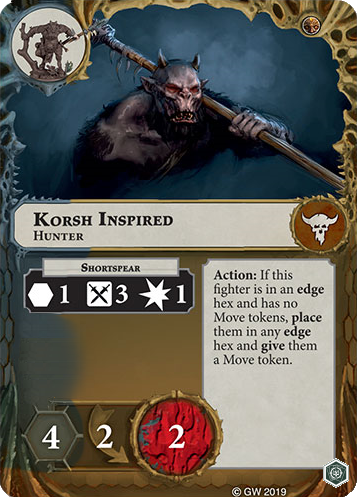 Korsh Inspired
Hunter
Shortspear
1 3 1
Action: If this
fighter is in an edge
hex and has no
Move tokens, place
them in any edge
hex and give them
a Move token.
4 2 2
© GW 2019